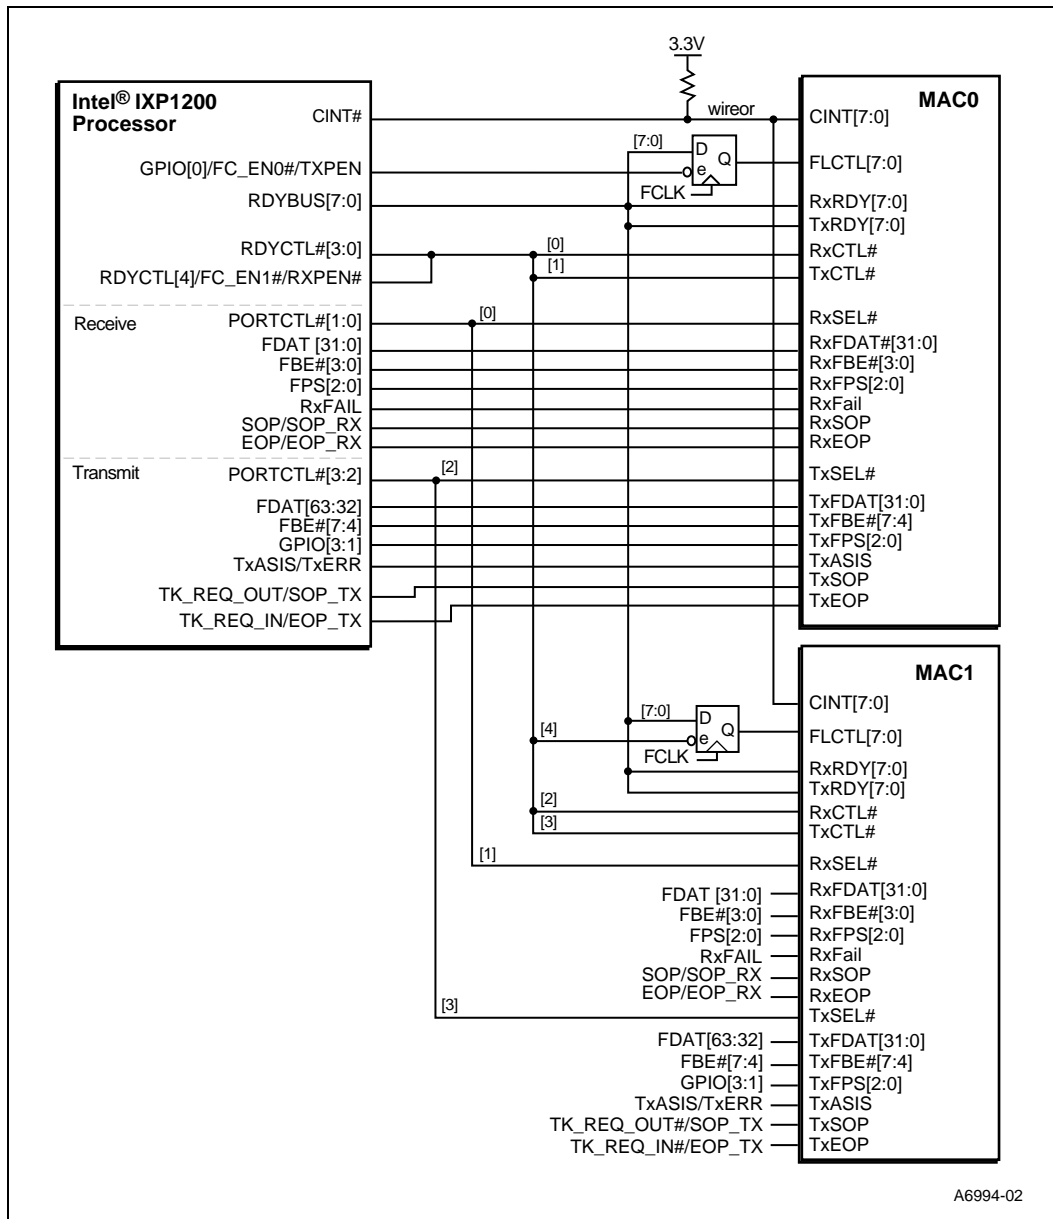 3.3V
Intel® IXP1200
Processor
CINT#
wireor
MAC0
CINT[7:0]
[7:0]
D
Q
e
GPIO[0]/FC_EN0#/TXPEN
FLCTL[7:0]
FCLK
RDYBUS[7:0]
RxRDY[7:0]
TxRDY[7:0]
RDYCTL#[3:0]
[0]
RxCTL#
RDYCTL[4]/FC_EN1#/RXPEN#
[1]
TxCTL#
Receive
PORTCTL#[1:0]
[0]
RxSEL#
FDAT [31:0]
RxFDAT#[31:0]
FBE#[3:0]
RxFBE#[3:0]
FPS[2:0]
RxFPS[2:0]
RxFAIL
RxFail
SOP/SOP_RX
RxSOP
EOP/EOP_RX
RxEOP
Transmit
PORTCTL#[3:2]
[2]
TxSEL#
FDAT[63:32]
TxFDAT[31:0]
FBE#[7:4]
TxFBE#[7:4]
GPIO[3:1]
TxFPS[2:0]
TxASIS/TxERR
TxASIS
TK_REQ_OUT/SOP_TX
TxSOP
TK_REQ_IN/EOP_TX
TxEOP
MAC1
CINT[7:0]
[7:0]
D
Q
e
[4]
FLCTL[7:0]
FCLK
RxRDY[7:0]
TxRDY[7:0]
[2]
RxCTL#
[3]
TxCTL#
[1]
RxSEL#
FDAT [31:0]
RxFDAT[31:0]
FBE#[3:0]
RxFBE#[3:0]
FPS[2:0]
RxFPS[2:0]
RxFAIL
RxFail
SOP/SOP_RX
RxSOP
EOP/EOP_RX
RxEOP
[3]
TxSEL#
FDAT[63:32]
TxFDAT[31:0]
FBE#[7:4]
TxFBE#[7:4]
GPIO[3:1]
TxFPS[2:0]
TxASIS/TxERR
TxASIS
TK_REQ_OUT#/SOP_TX
TxSOP
TK_REQ_IN#/EOP_TX
TxEOP
A6994-02